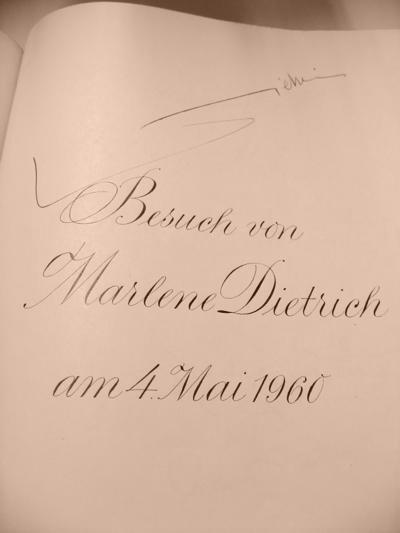 Besuch von
Marlene Dietrich
am 4. Mai 1960